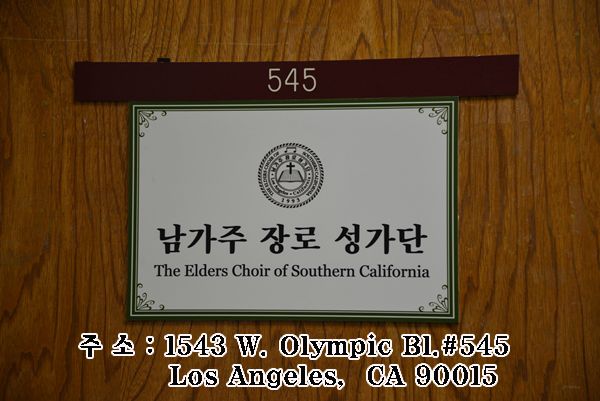 545
1993
남가주 장로 성가단
The Elders Choir of Southern California
주 소 : 1543 W. Olympic Bl.#545
Los Angeles, CA 90015